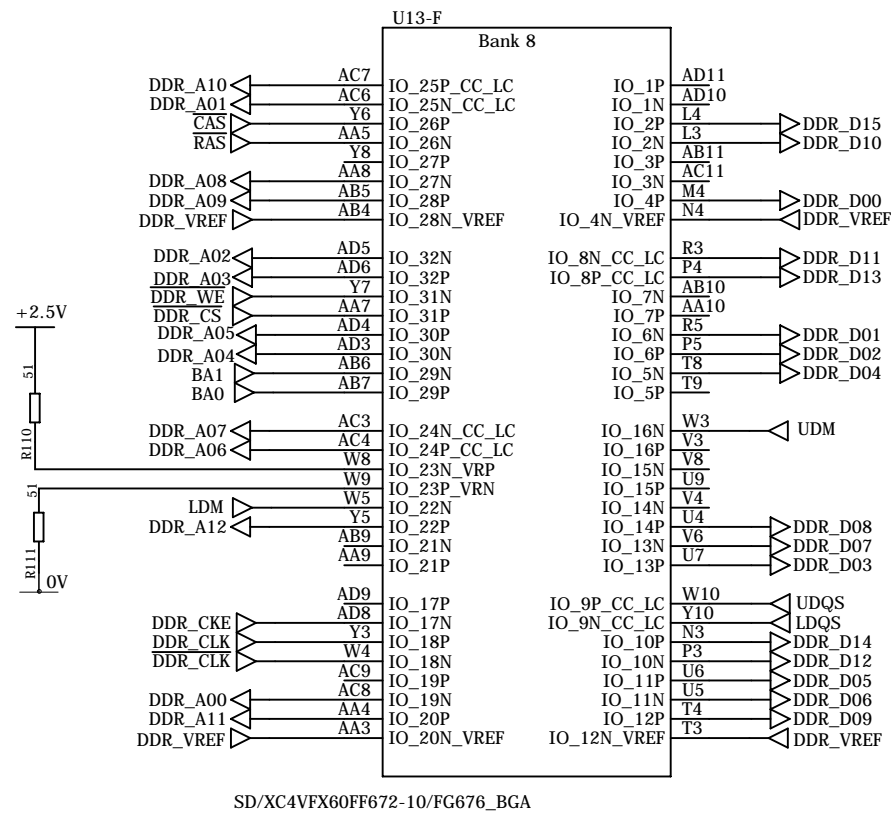 U13-F
Bank 8
DDR_A10 AC7 IO_25P_CC_LC IO_1P AD11
DDR_A01 AC6 IO_25N_CC_LC IO_1N AD10
CAS Y6 IO_26P IO_2P L4 DDR_D15
RAS AA5 IO_26N IO_2N L3 DDR_D10
Y8 IO_27P IO_3P AB11
DDR_A08 AA8 IO_27N IO_3N AC11
DDR_A09 AB5 IO_28P IO_4P M4 DDR_D00
DDR_VREF AB4 IO_28N_VREF IO_4N_VREF N4 DDR_VREF
DDR_A02 AD5 IO_32N IO_8N_CC_LC R3 DDR_D11
DDR_A03 AD6 IO_32P IO_8P_CC_LC P4 DDR_D13
DDR_WE Y7 IO_31N IO_7N AB10
DDR_CS AA7 IO_31P IO_7P AA10
+2.5V
DDR_A05 AD4 IO_30P IO_6N R5 DDR_D01
DDR_A04 AD3 IO_30N IO_6P P5 DDR_D02
BA1 AB6 IO_29N IO_5N T8 DDR_D04
BA0 AB7 IO_29P IO_5P T9
51
R110
DDR_A07 AC3 IO_24N_CC_LC IO_16N W3 UDM
DDR_A06 AC4 IO_24P_CC_LC IO_16P V3
W8 IO_23N_VRP IO_15N V8
W9 IO_23P_VRN IO_15P U9
LDM W5 IO_22N IO_14N V4
DDR_A12 Y5 IO_22P IO_14P U4 DDR_D08
AB9 IO_21N IO_13N V6 DDR_D07
AA9 IO_21P IO_13P U7 DDR_D03
51
R111
0V
AD9 IO_17P IO_9P_CC_LC W10 UDQS
DDR_CKE AD8 IO_17N IO_9N_CC_LC Y10 LDQS
DDR_CLK Y3 IO_18P IO_10P N3 DDR_D14
DDR_CLK W4 IO_18N IO_10N P3 DDR_D12
AC9 IO_19P IO_11P U6 DDR_D05
DDR_A00 AC8 IO_19N IO_11N U5 DDR_D06
DDR_A11 AA4 IO_20P IO_12P T4 DDR_D09
DDR_VREF AA3 IO_20N_VREF IO_12N_VREF T3 DDR_VREF
SD/XC4VFX60FF672-10/FG676_BGA